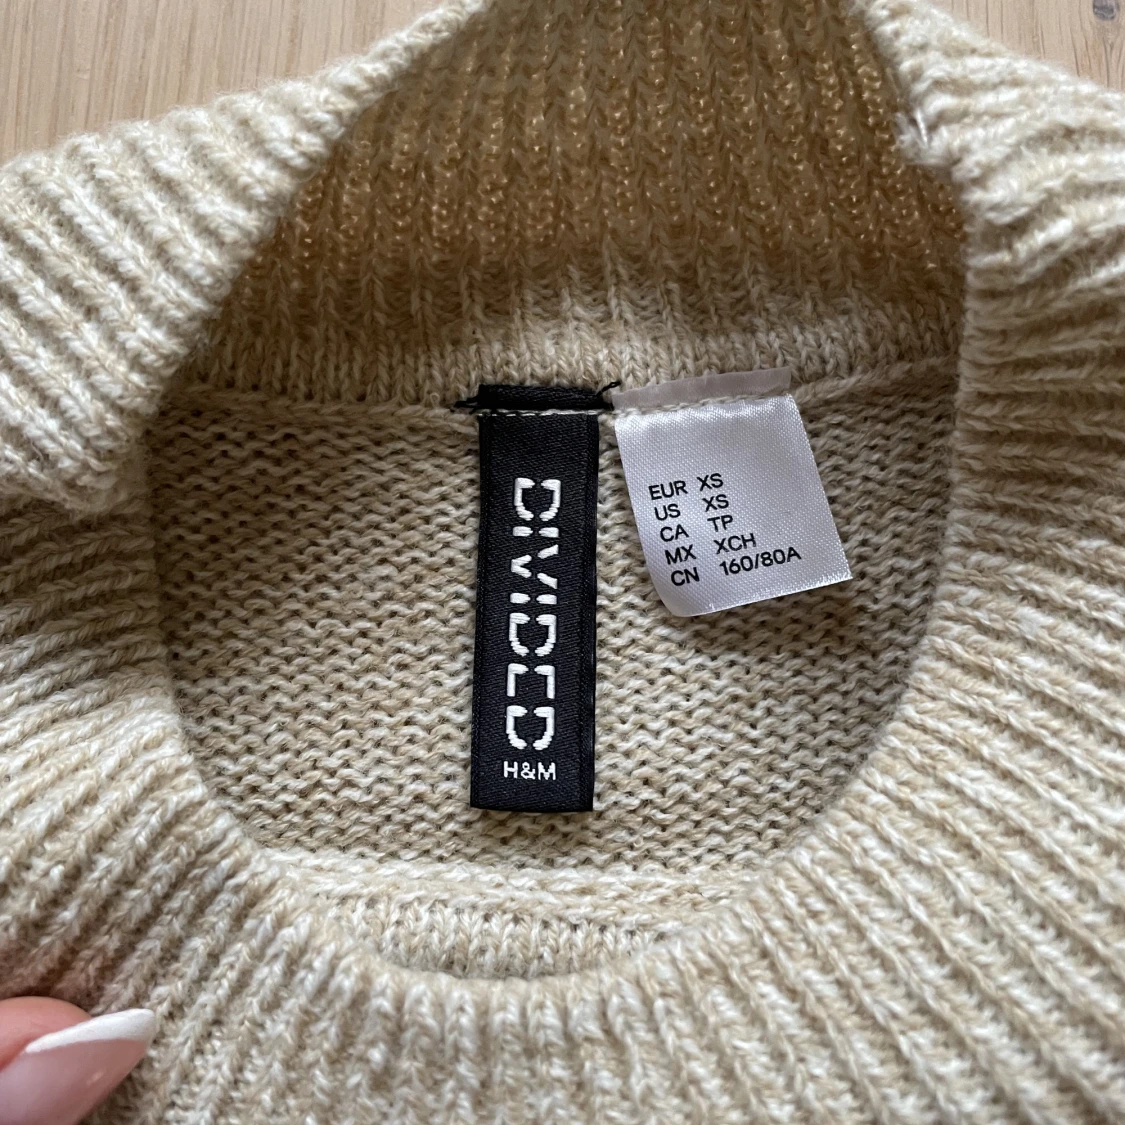 DIVIDED
H&M
EUR XS
US XS
CA TP
MX XCH
CN 160/80A